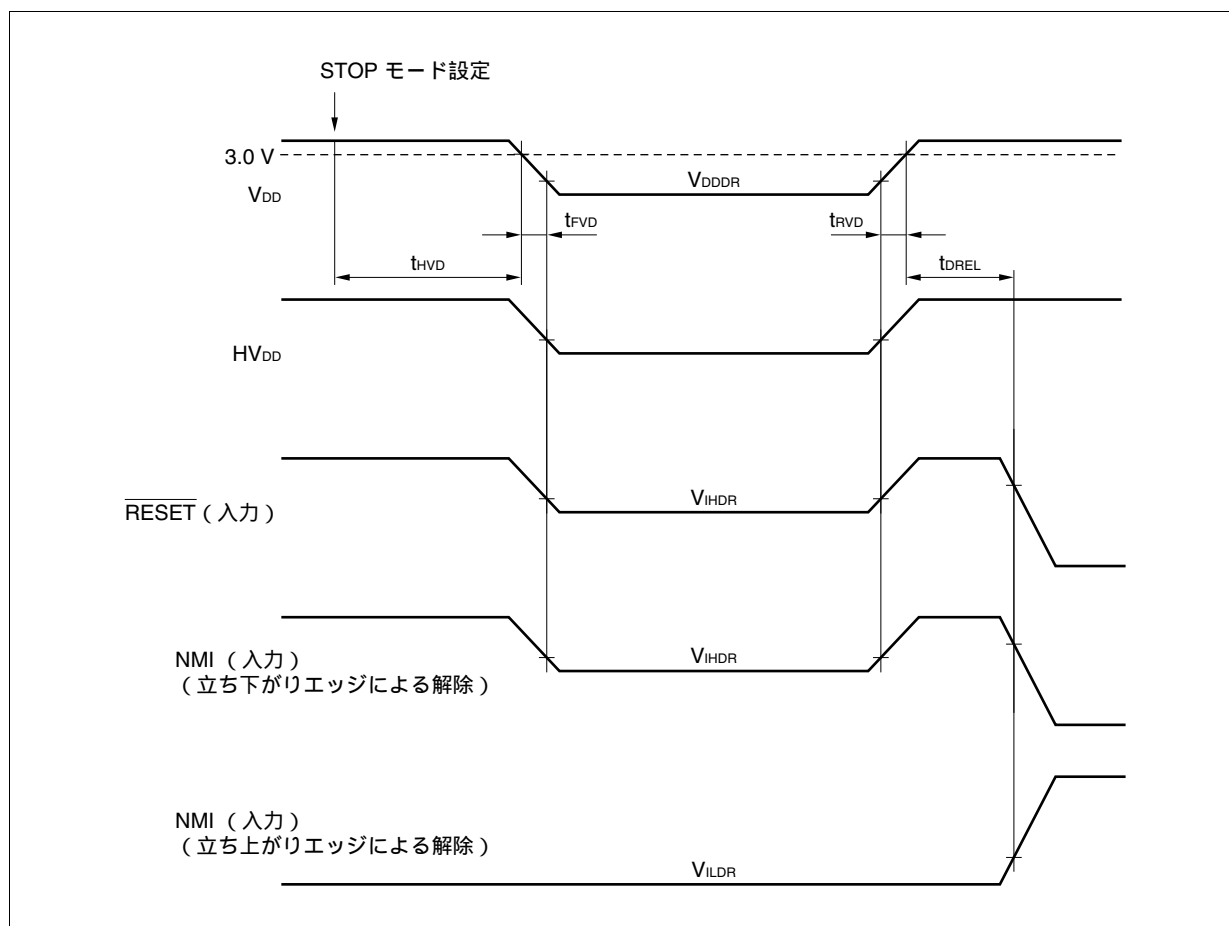 STOP モード設定
3.0 V
VDD
VDDDR
tFVD
tRVD
tHVD
tDREL
HVDD
RESET（入力）
VIHDR
NMI （入力）
（立ち下がりエッジによる解除）
VIHDR
NMI （入力）
（立ち上がりエッジによる解除）
VILDR